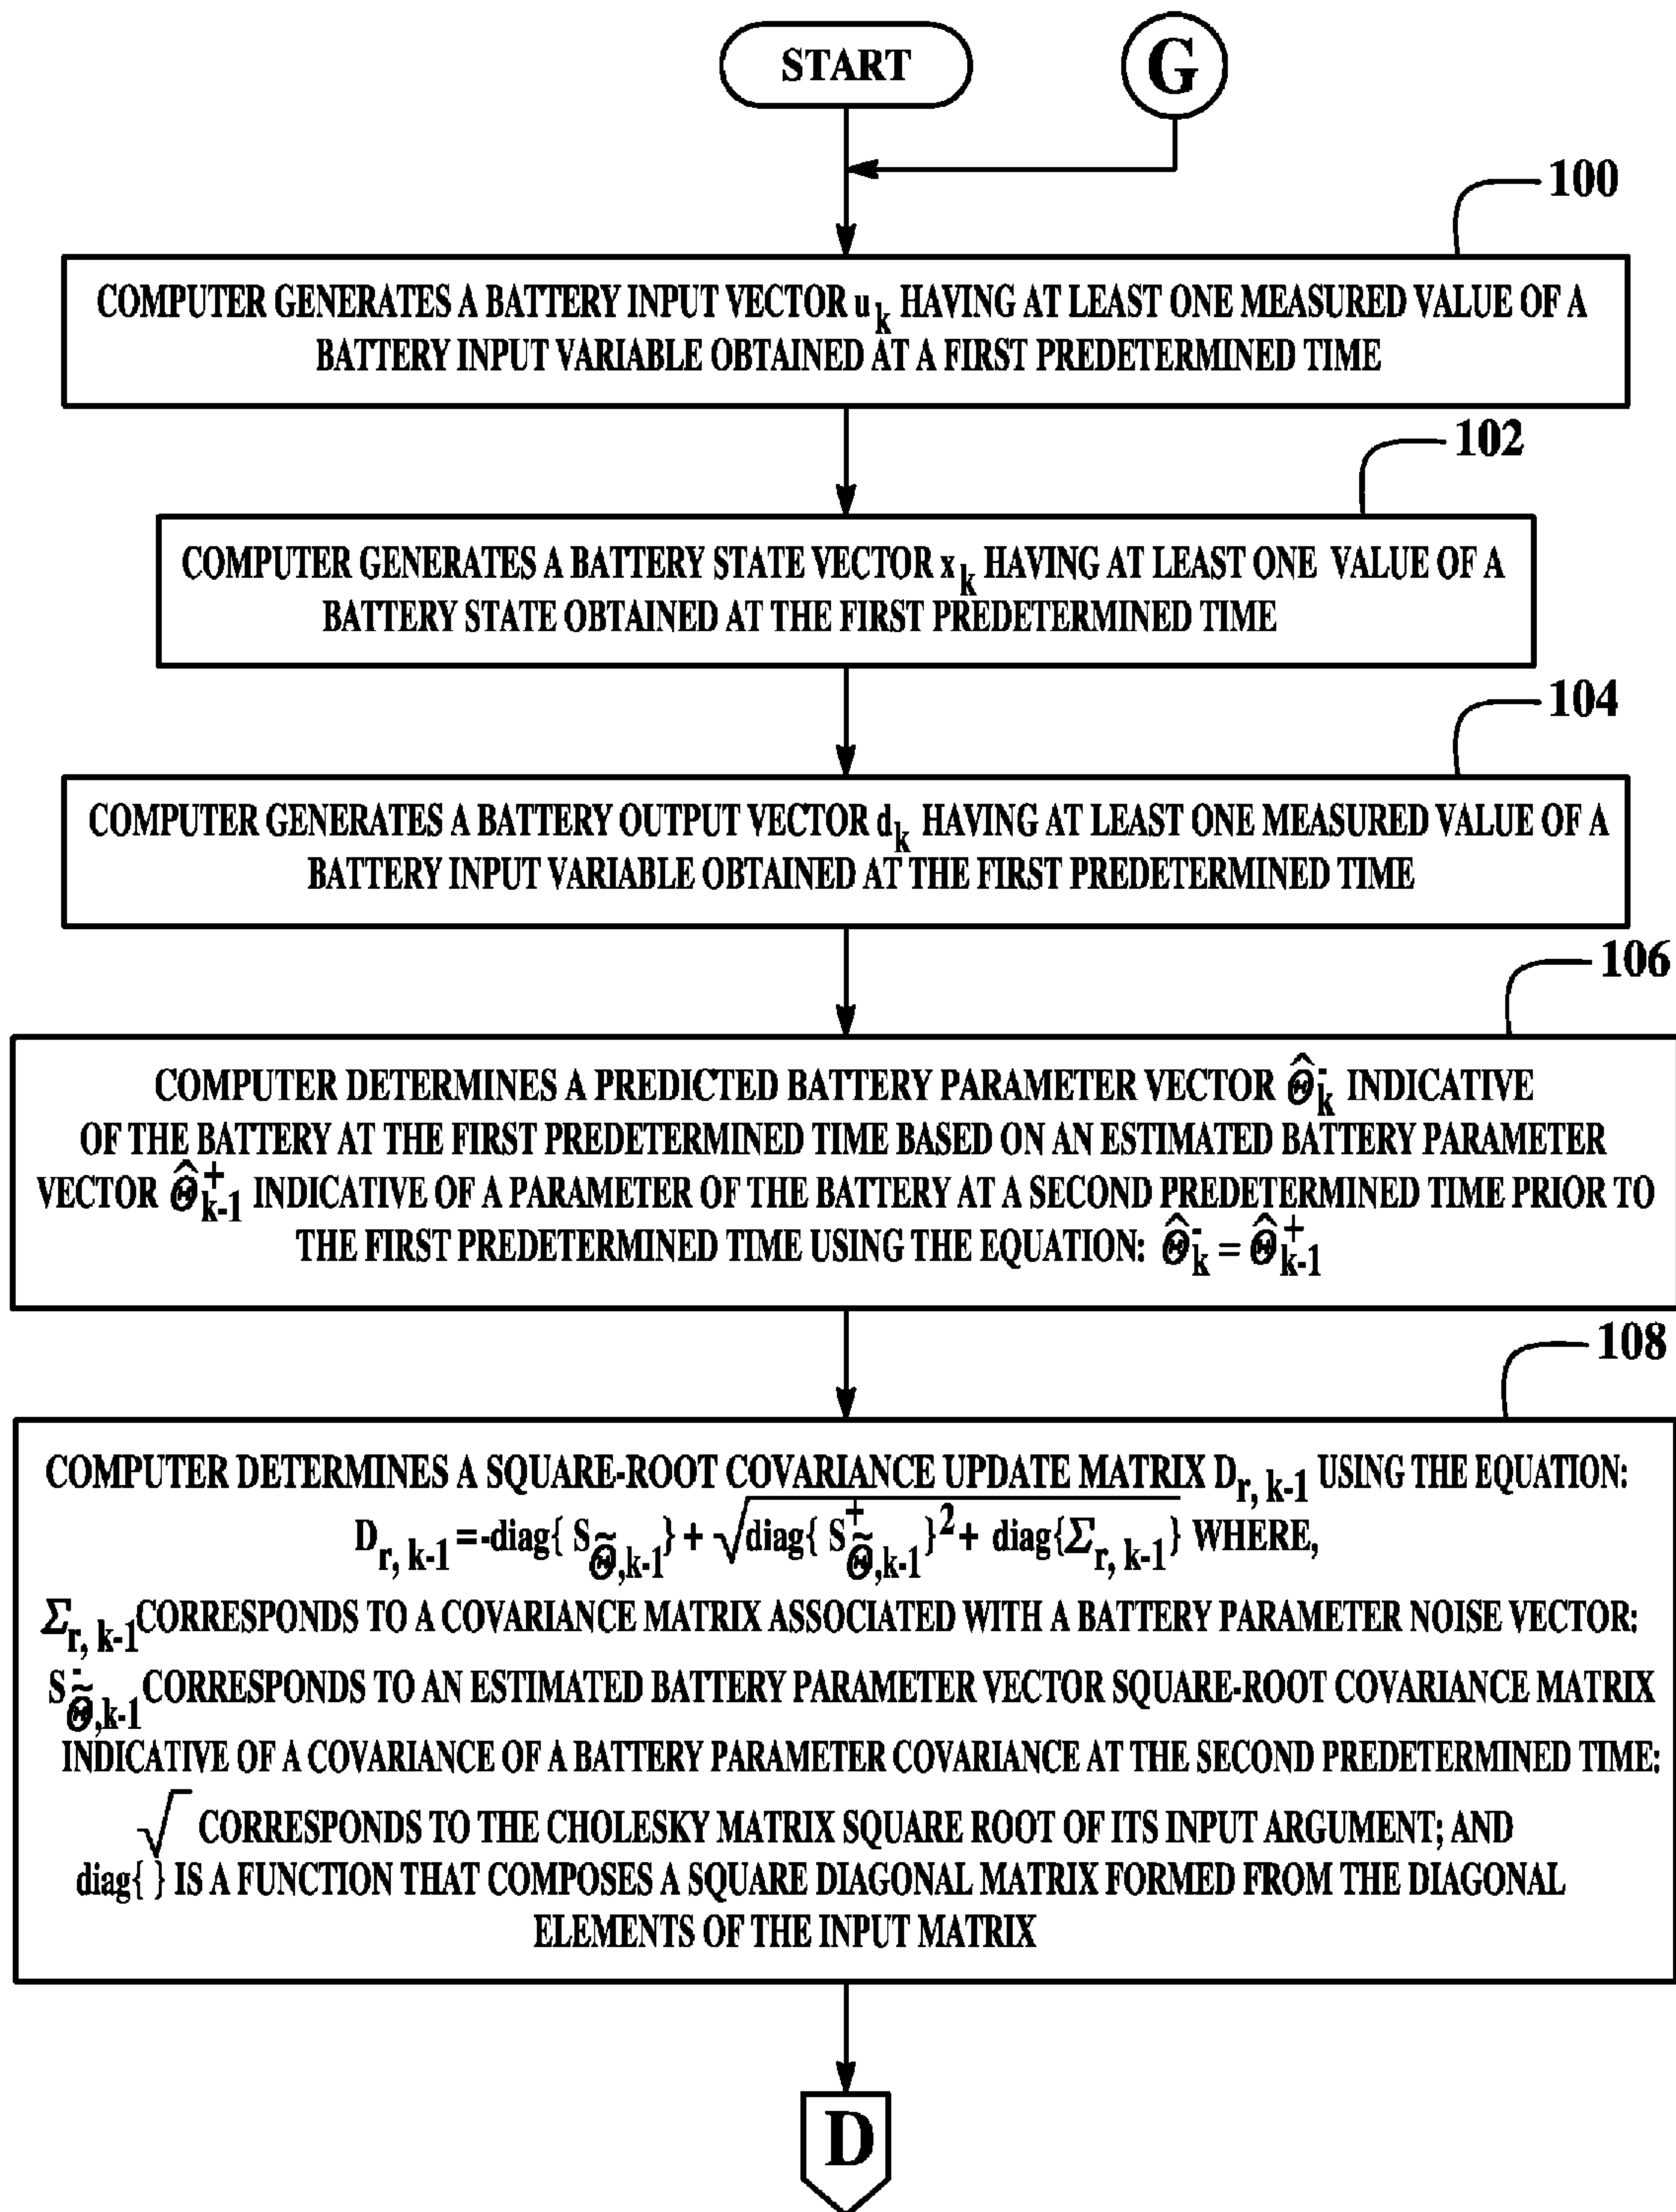 START
G
100
COMPUTER GENERATES A BATTERY INPUT VECTOR u_k HAVING AT LEAST ONE MEASURED VALUE OF A
BATTERY INPUT VARIABLE OBTAINED AT A FIRST PREDETERMINED TIME
102
COMPUTER GENERATES A BATTERY STATE VECTOR x_k HAVING AT LEAST ONE VALUE OF A
BATTERY STATE OBTAINED AT THE FIRST PREDETERMINED TIME
104
COMPUTER GENERATES A BATTERY OUTPUT VECTOR d_k HAVING AT LEAST ONE MEASURED VALUE OF A
BATTERY INPUT VARIABLE OBTAINED AT THE FIRST PREDETERMINED TIME
106
COMPUTER DETERMINES A PREDICTED BATTERY PARAMETER VECTOR Θ̂_k^- INDICATIVE
OF THE BATTERY AT THE FIRST PREDETERMINED TIME BASED ON AN ESTIMATED BATTERY PARAMETER
VECTOR Θ̂_{k-1}^+ INDICATIVE OF A PARAMETER OF THE BATTERY AT A SECOND PREDETERMINED TIME PRIOR TO
THE FIRST PREDETERMINED TIME USING THE EQUATION: Θ̂_k^- = Θ̂_{k-1}^+
108
COMPUTER DETERMINES A SQUARE-ROOT COVARIANCE UPDATE MATRIX D_{r, k-1} USING THE EQUATION:
D_{r, k-1} = -diag{ S_{Θ̃,k-1} } + √(diag{ S^+_{Θ̃,k-1} }^2 + diag{Σ_{r, k-1}}) WHERE,
Σ_{r, k-1} CORRESPONDS TO A COVARIANCE MATRIX ASSOCIATED WITH A BATTERY PARAMETER NOISE VECTOR:
S^-_{Θ̃,k-1} CORRESPONDS TO AN ESTIMATED BATTERY PARAMETER VECTOR SQUARE-ROOT COVARIANCE MATRIX
INDICATIVE OF A COVARIANCE OF A BATTERY PARAMETER COVARIANCE AT THE SECOND PREDETERMINED TIME:
√ CORRESPONDS TO THE CHOLESKY MATRIX SQUARE ROOT OF ITS INPUT ARGUMENT; AND
diag{ } IS A FUNCTION THAT COMPOSES A SQUARE DIAGONAL MATRIX FORMED FROM THE DIAGONAL
ELEMENTS OF THE INPUT MATRIX
D